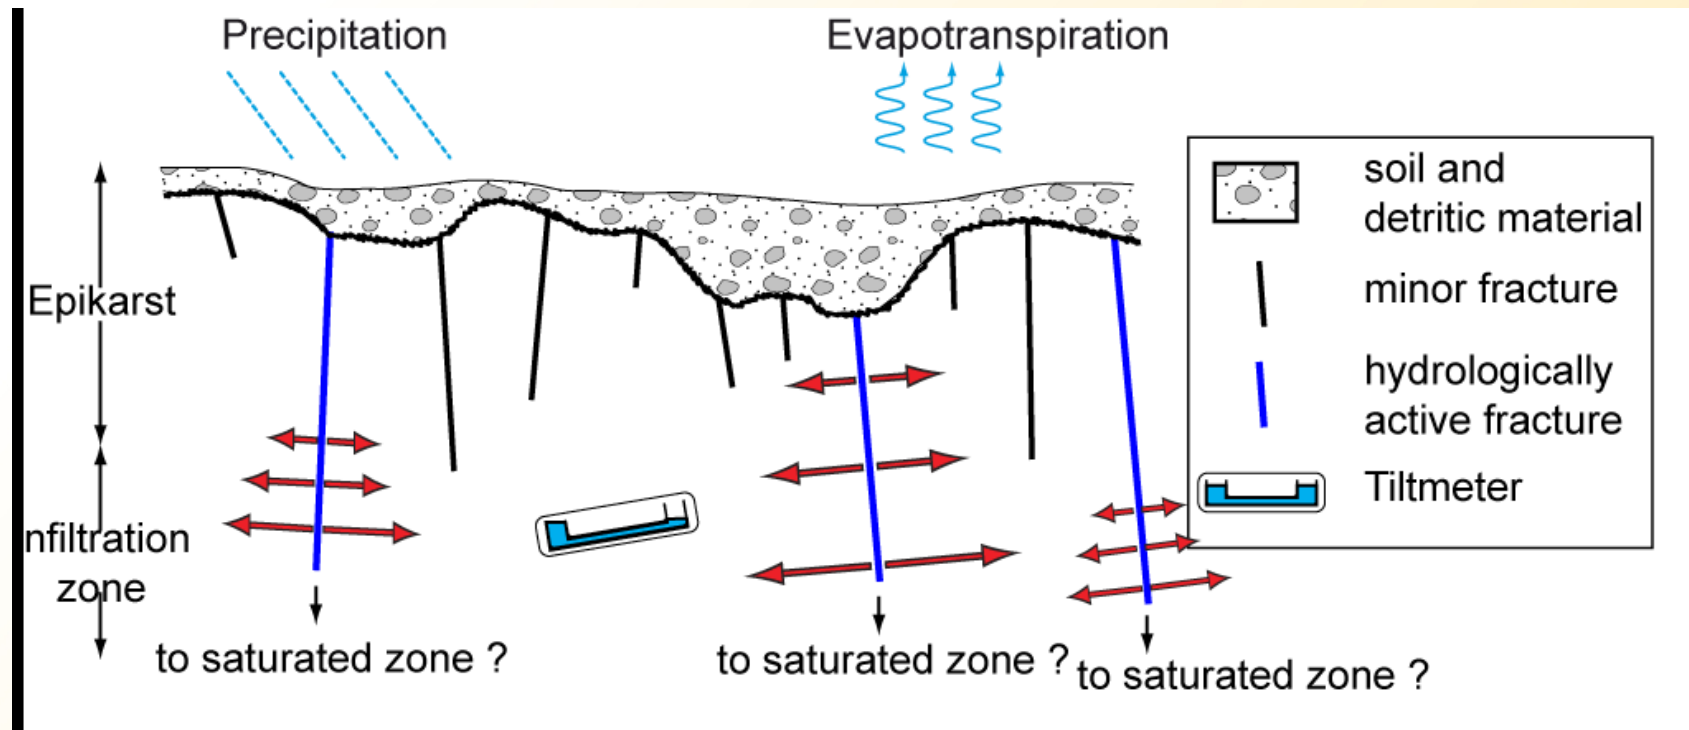 Precipitation
Evapotranspiration
soil and
detritic material
Epikarst
minor fracture
hydrologically
active fracture
Tiltmeter
nfiltration
zone
to saturated zone ?
to saturated zone ?
to saturated zone ?